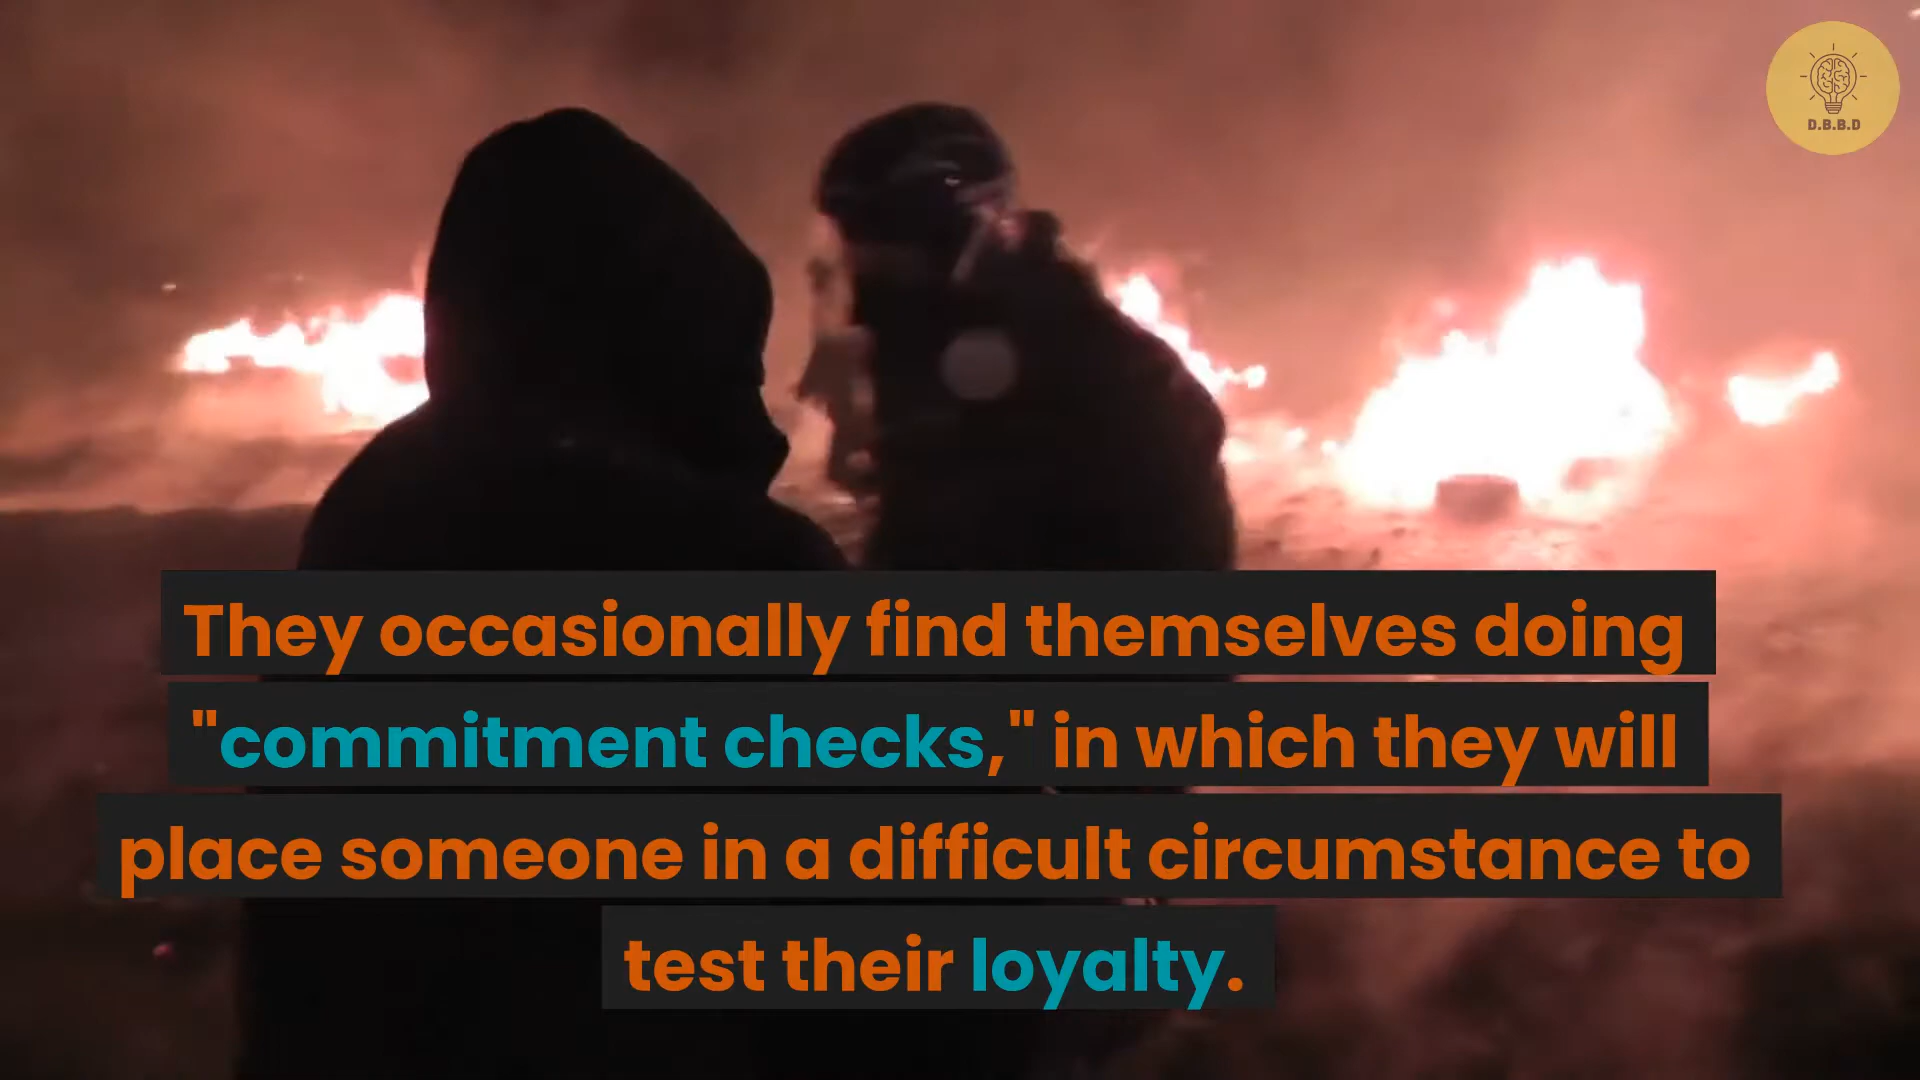 D.B.B.D
They occasionally find themselves doing
"commitment checks," in which they will
place someone in a difficult circumstance to
test their loyalty.